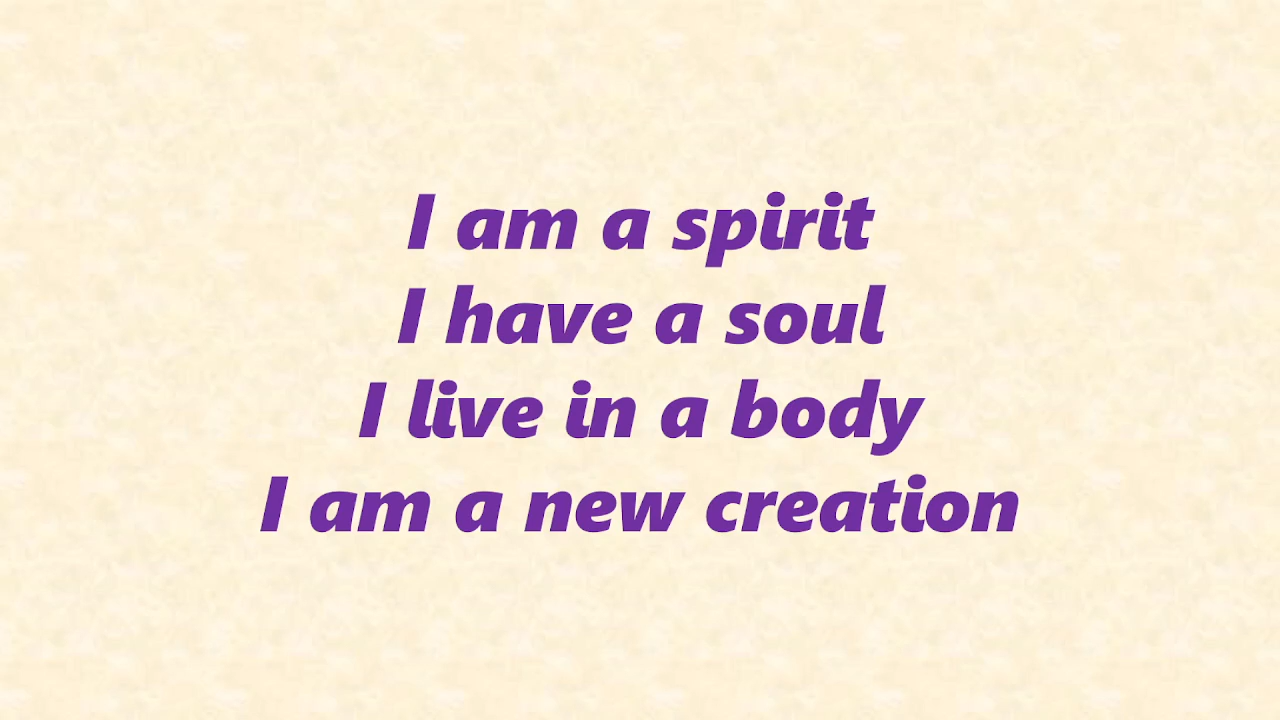 I am a spirit
I have a soul
I live in a body
I am a new creation